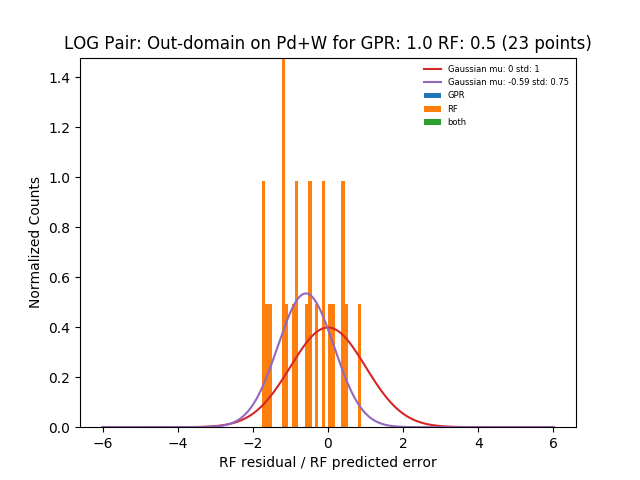 LOG Pair: Out-domain on Pd+W for GPR: 1.0 RF: 0.5 (23 points)
Gaussian mu: 0 std: 1
Gaussian mu: -0.59 std: 0.75
GPR
RF
both
Normalized Counts
1.4
1.2
1.0
0.8
0.6
0.4
0.2
0.0
−6 −4 −2 0 2 4 6
RF residual / RF predicted error